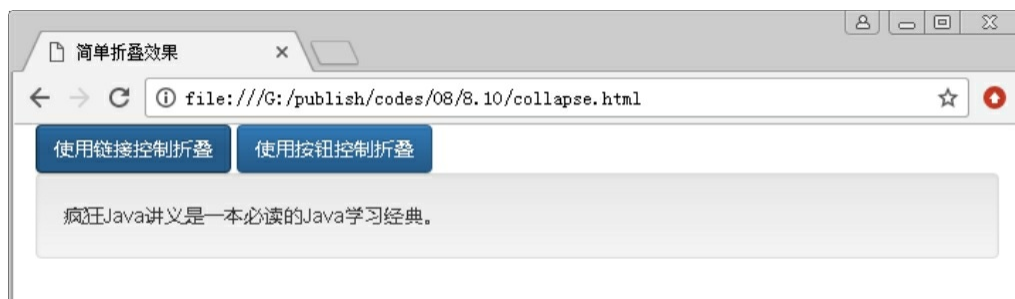 简单折叠效果
file:///G:/publish/codes/08/8.10/collapse.html
使用链接控制折叠 使用按钮控制折叠
疯狂Java讲义是一本必读的Java学习经典。